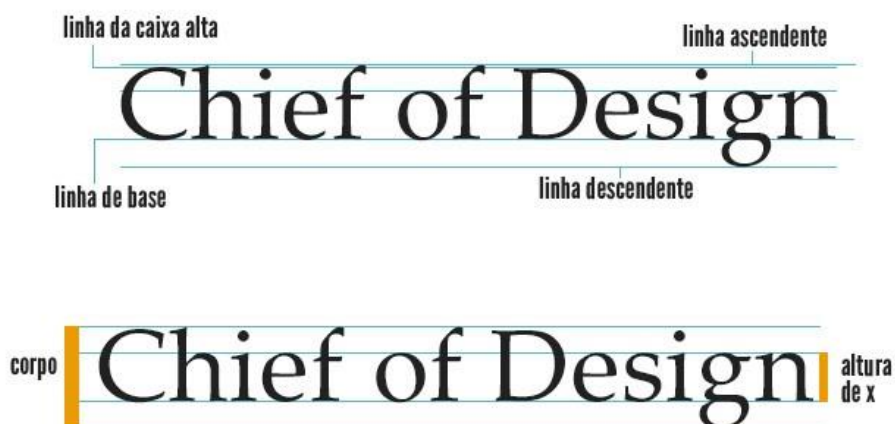 linha da caixa alta
linha ascendente
Chief of Design
linha de base
linha descendente
corpo
Chief of Design
altura
de x